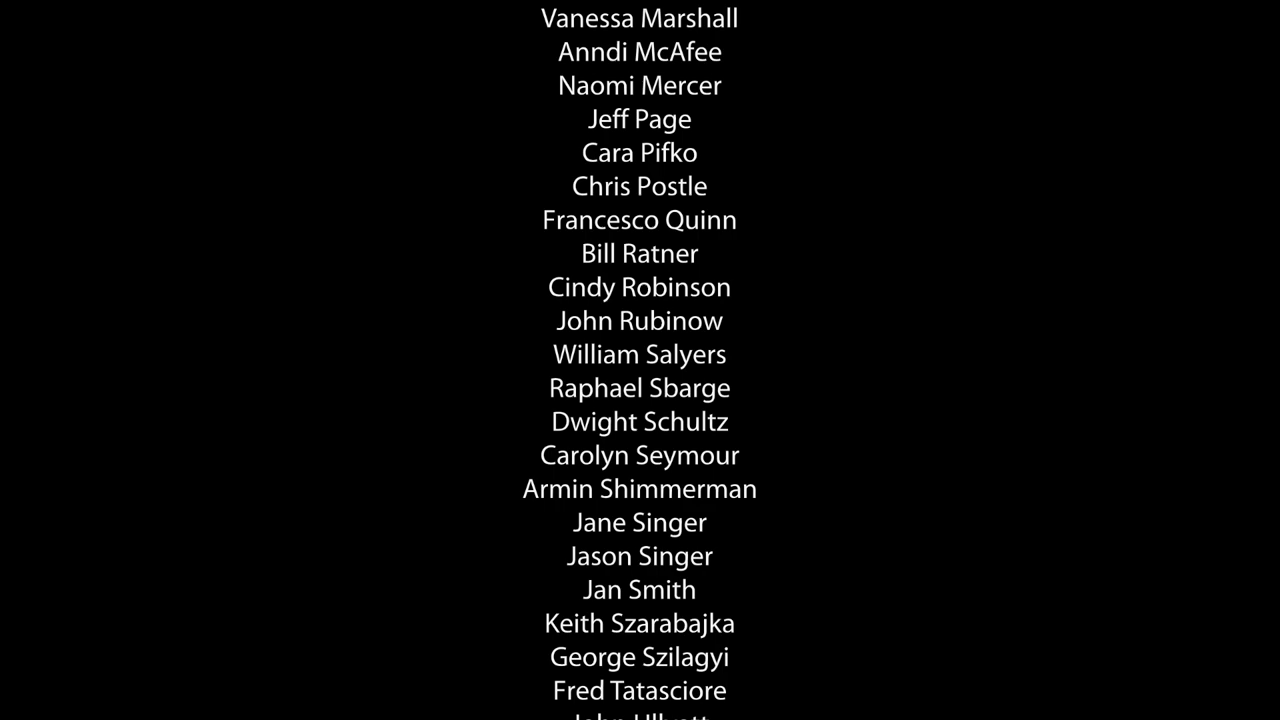 Vanessa Marshall
Anndi McAfee
Naomi Mercer
Jeff Page
Cara Pifko
Chris Postle
Francesco Quinn
Bill Ratner
Cindy Robinson
John Rubinow
William Salyers
Raphael Sbarge
Dwight Schultz
Carolyn Seymour
Armin Shimmerman
Jane Singer
Jason Singer
Jan Smith
Keith Szarabajka
George Szilagyi
Fred Tatasciore